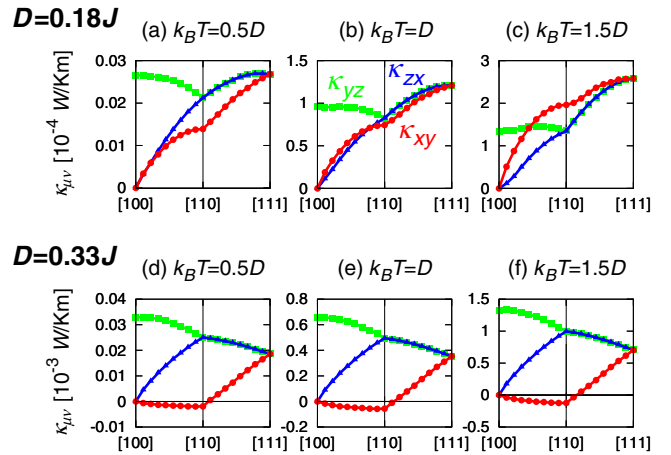 D=0.18J
(a) k_BT=0.5D (b) k_BT=D (c) k_BT=1.5D
κ_μν [10^-4 W/Km]
0.03
0.02
0.01
0
[100] [110] [111]
1.5
1
0.5
0
[100] [110] [111]
κ_yz
κ_zx
κ_xy
3
2
1
0
[100] [110] [111]
D=0.33J
(d) k_BT=0.5D (e) k_BT=D (f) k_BT=1.5D
κ_μν [10^-3 W/Km]
0.04
0.03
0.02
0.01
0
-0.01
[100] [110] [111]
0.8
0.6
0.4
0.2
0
-0.2
[100] [110] [111]
1.5
1
0.5
0
-0.5
[100] [110] [111]